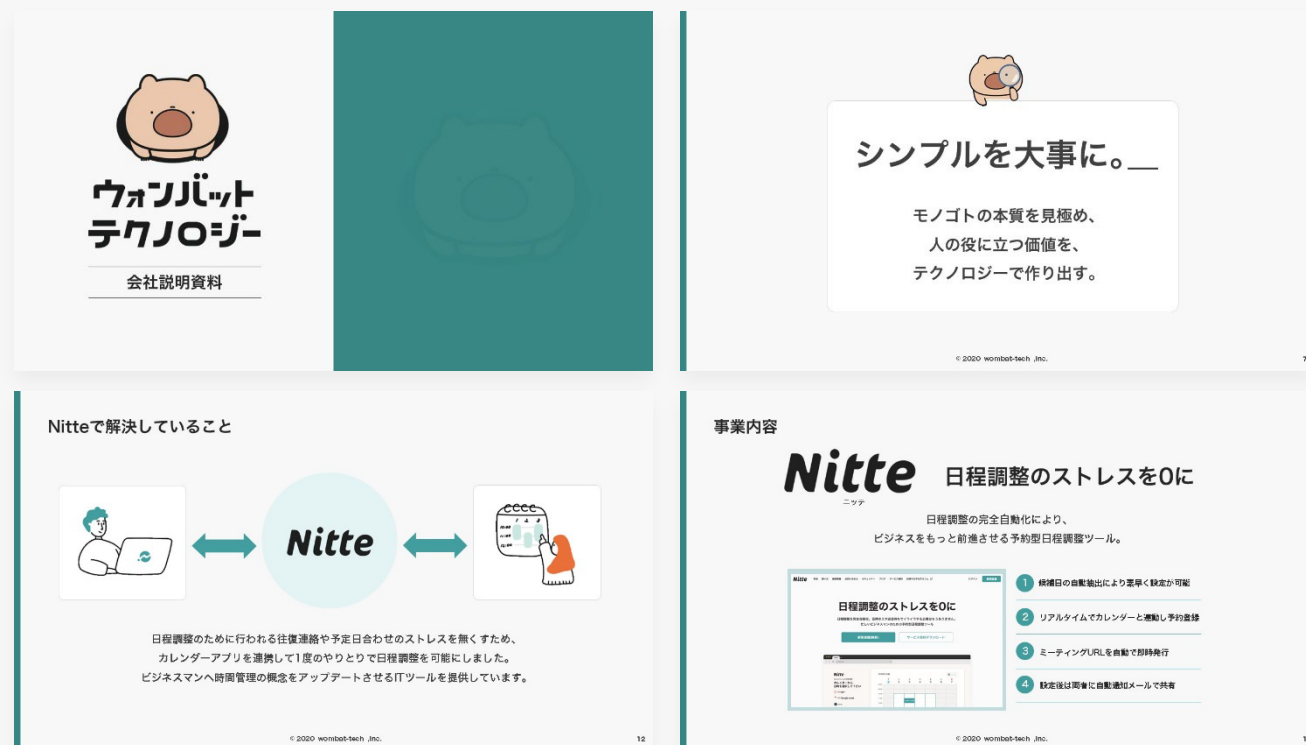 ウォンバット
テクノロジー
会社説明資料
シンプルを大事に。__
モノゴトの本質を見極め、
人の役に立つ価値を、
テクノロジーで作り出す。
© 2020 wombat-tech ,Inc.
7
Nitteで解決していること
Nitte
日程調整のために行われる往復連絡や予定日合わせのストレスを無くすため、
カレンダーアプリを連携して1度のやりとりで日程調整を可能にしました。
ビジネスマンへ時間管理の概念をアップデートさせるITツールを提供しています。
© 2020 wombat-tech ,Inc.
12
事業内容
Nitte
ニッテ
日程調整のストレスを0に
日程調整の完全自動化により、
ビジネスをもっと前進させる予約型日程調整ツール。
Nitte
日程調整のストレスを0に
1 候補日の自動抽出により素早く設定が可能
2 リアルタイムでカレンダーと連動し予約登録
3 ミーティングURLを自動で即時発行
4 設定後は両者に自動通知メールで共有
© 2020 wombat-tech ,Inc.